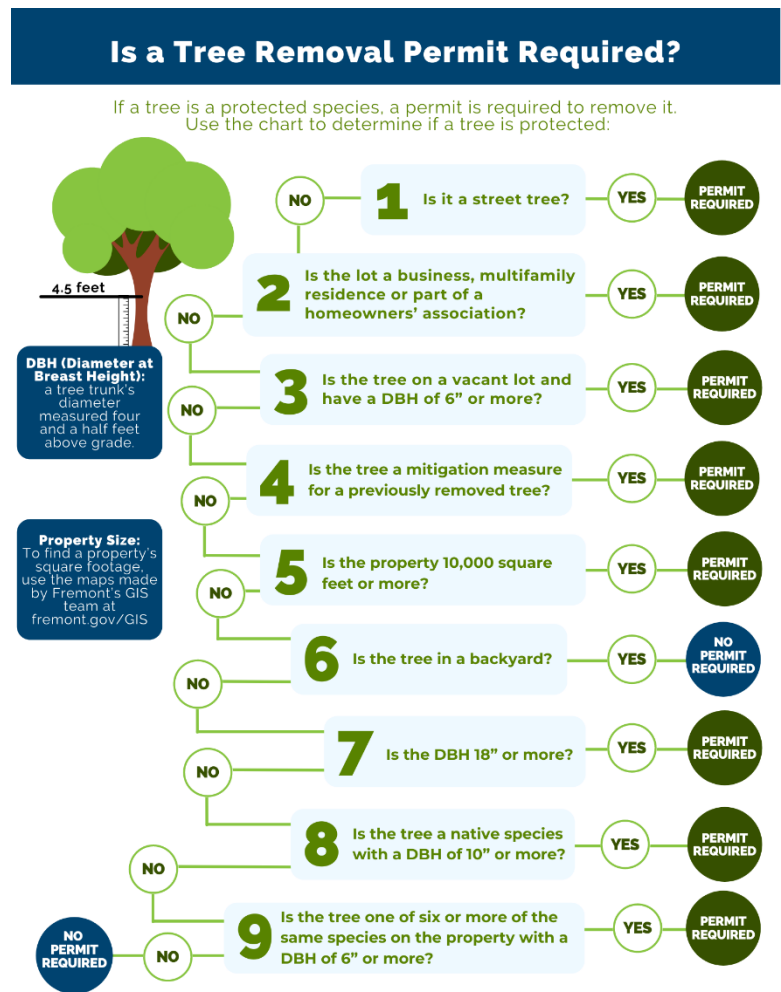 Is a Tree Removal Permit Required?
If a tree is a protected species, a permit is required to remove it.
Use the chart to determine if a tree is protected:
1
Is it a street tree?
NO
YES
PERMIT
REQUIRED
2
Is the lot a business, multifamily
residence or part of a
homeowners’ association?
NO
YES
PERMIT
REQUIRED
4.5 feet
DBH (Diameter at
Breast Height):
a tree trunk’s
diameter
measured four
and a half feet
above grade.
3
Is the tree on a vacant lot and
have a DBH of 6” or more?
NO
YES
PERMIT
REQUIRED
4
Is the tree a mitigation measure
for a previously removed tree?
NO
YES
PERMIT
REQUIRED
Property Size:
To find a property’s
square footage,
use the maps made
by Fremont’s GIS
team at
fremont.gov/GIS
5
Is the property 10,000 square
feet or more?
NO
YES
PERMIT
REQUIRED
6
Is the tree in a backyard?
NO
YES
NO
PERMIT
REQUIRED
7
Is the DBH 18” or more?
NO
YES
PERMIT
REQUIRED
8
Is the tree a native species
with a DBH of 10” or more?
NO
YES
PERMIT
REQUIRED
9
Is the tree one of six or more of the
same species on the property with a
DBH of 6” or more?
YES
PERMIT
REQUIRED
NO
NO
PERMIT
REQUIRED